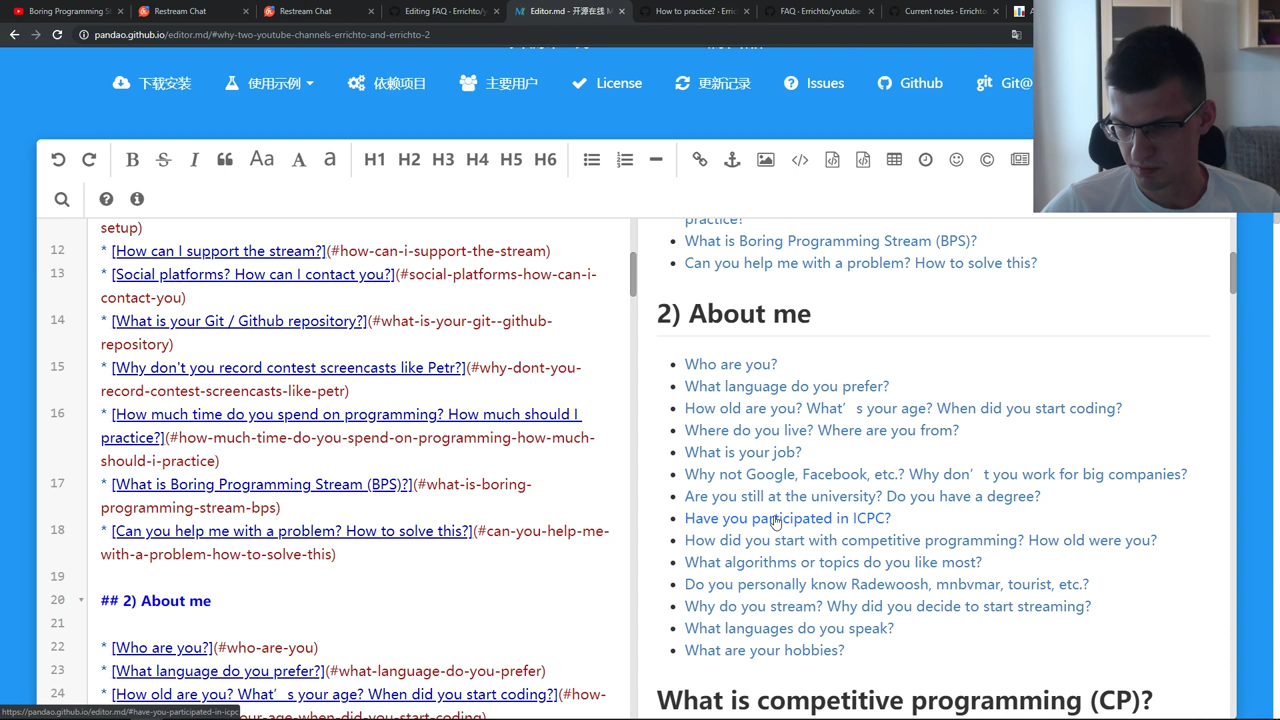 Boring Programming S
Restream Chat
Restream Chat
Editing FAQ · Errichto/y
Editor.md - 开源在线 M
How to practice? · Errich
FAQ · Errichto/youtube
Current notes · Errichto
pandao.github.io/editor.md/#why-two-youtube-channels-errichto-and-errichto-2
下载安装
使用示例
依赖项目
主要用户
License
更新记录
Issues
Github
git Git@
B S I Aa A a H1 H2 H3 H4 H5 H6
setup)
12 * [How can I support the stream?](#how-can-i-support-the-stream)
13 * [Social platforms? How can I contact you?](#social-platforms-how-can-i-
contact-you)
14 * [What is your Git / Github repository?](#what-is-your-git--github-
repository)
15 * [Why don't you record contest screencasts like Petr?](#why-dont-you-
record-contest-screencasts-like-petr)
16 * [How much time do you spend on programming? How much should I
practice?](#how-much-time-do-you-spend-on-programming-how-much-
should-i-practice)
17 * [What is Boring Programming Stream (BPS)?](#what-is-boring-
programming-stream-bps)
18 * [Can you help me with a problem? How to solve this?](#can-you-help-me-
with-a-problem-how-to-solve-this)
19
20 ## 2) About me
21
22 * [Who are you?](#who-are-you)
23 * [What language do you prefer?](#what-language-do-you-prefer)
24 * [How old are you? What’s your age? When did you start coding?](#how-
your-age-when-did-you-start-coding)
practice?
What is Boring Programming Stream (BPS)?
Can you help me with a problem? How to solve this?
2) About me
Who are you?
What language do you prefer?
How old are you? What’s your age? When did you start coding?
Where do you live? Where are you from?
What is your job?
Why not Google, Facebook, etc.? Why don’t you work for big companies?
Are you still at the university? Do you have a degree?
Have you participated in ICPC?
How did you start with competitive programming? How old were you?
What algorithms or topics do you like most?
Do you personally know Radewoosh, mnbvmar, tourist, etc.?
Why do you stream? Why did you decide to start streaming?
What languages do you speak?
What are your hobbies?
What is competitive programming (CP)?
https://pandao.github.io/editor.md/#have-you-participated-in-icpc